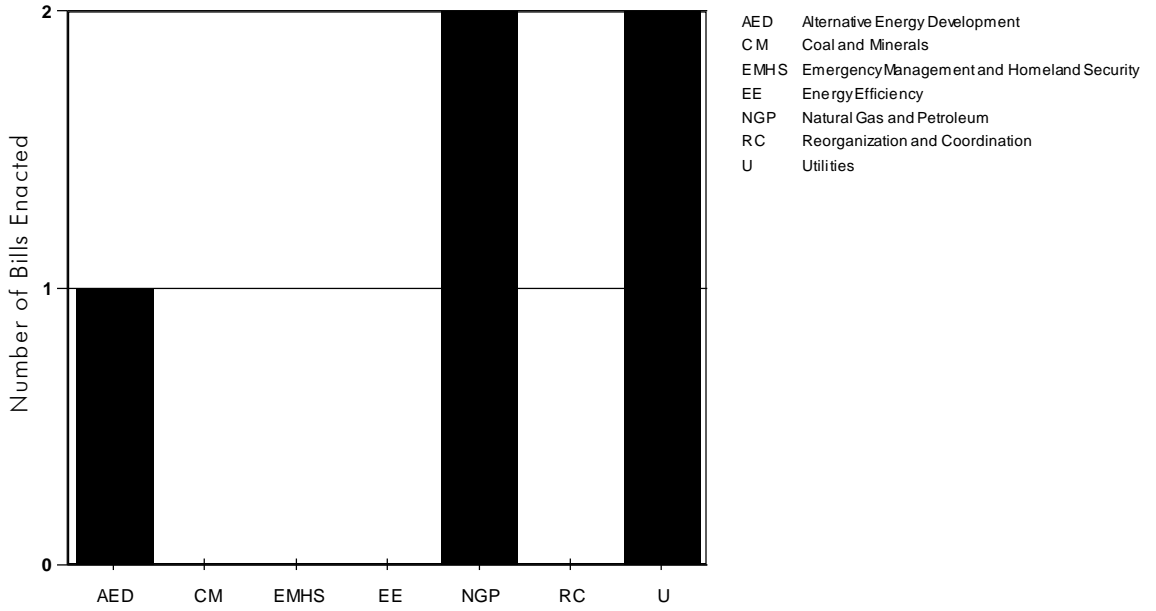 Number of Bills Enacted
2
1
0
AED CM EMHS EE NGP RC U
AED Alternative Energy Development
CM Coal and Minerals
EMHS Emergency Management and Homeland Security
EE Energy Efficiency
NGP Natural Gas and Petroleum
RC Reorganization and Coordination
U Utilities